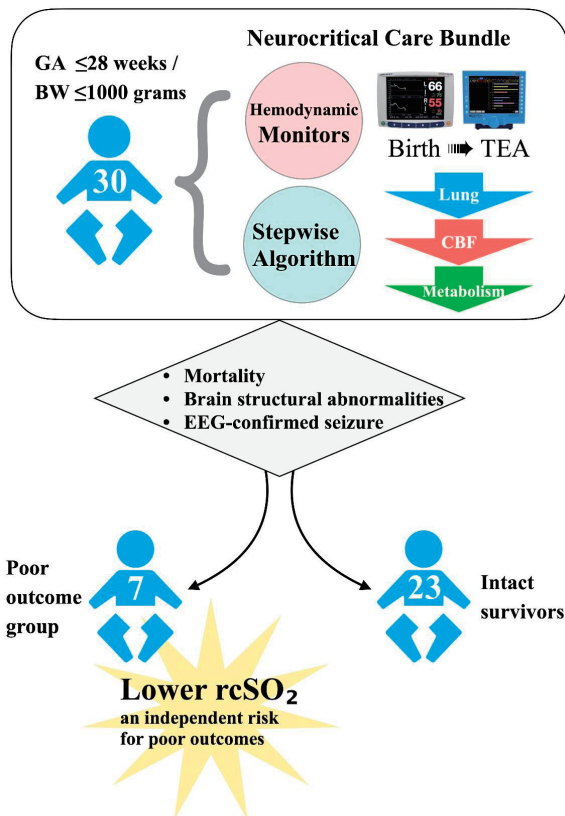 Neurocritical Care Bundle
GA ≤28 weeks /
BW ≤1000 grams
30
Hemodynamic
Monitors
66
55
Birth TEA
Stepwise
Algorithm
Lung
CBF
Metabolism
• Mortality
• Brain structural abnormalities
• EEG-confirmed seizure
Poor
outcome
group
7
23
Intact
survivors
Lower rcSO₂
an independent risk
for poor outcomes